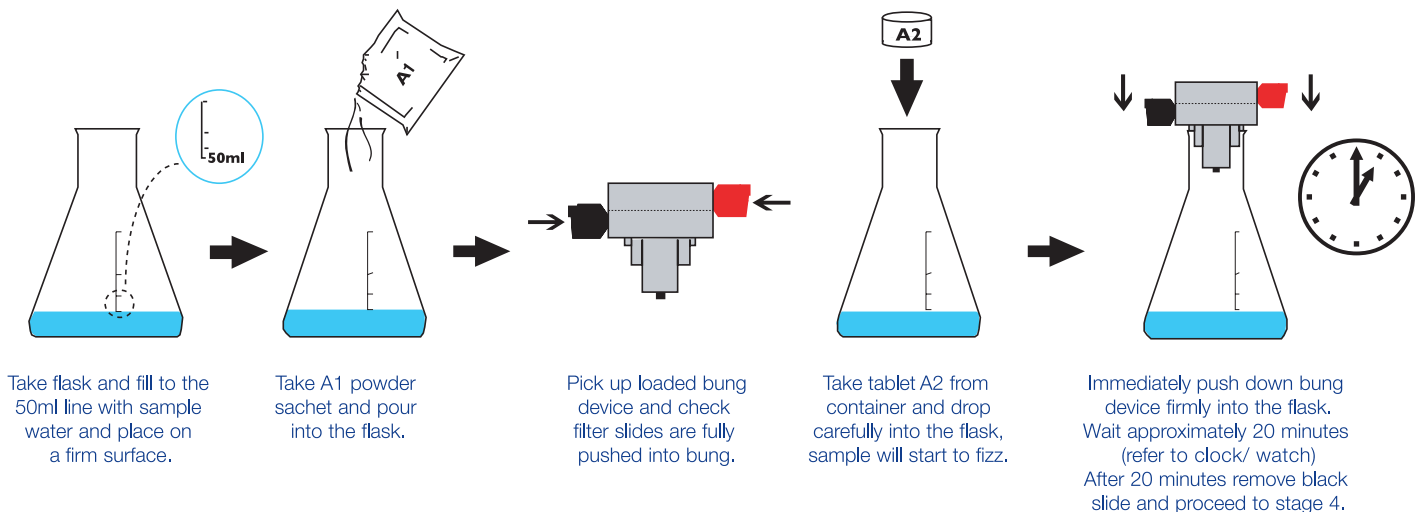 50ml
A1
A2
Take flask and fill to the
50ml line with sample
water and place on
a firm surface.
Take A1 powder
sachet and pour
into the flask.
Pick up loaded bung
device and check
filter slides are fully
pushed into bung.
Take tablet A2 from
container and drop
carefully into the flask,
sample will start to fizz.
Immediately push down bung
device firmly into the flask.
Wait approximately 20 minutes
(refer to clock/ watch)
After 20 minutes remove black
slide and proceed to stage 4.